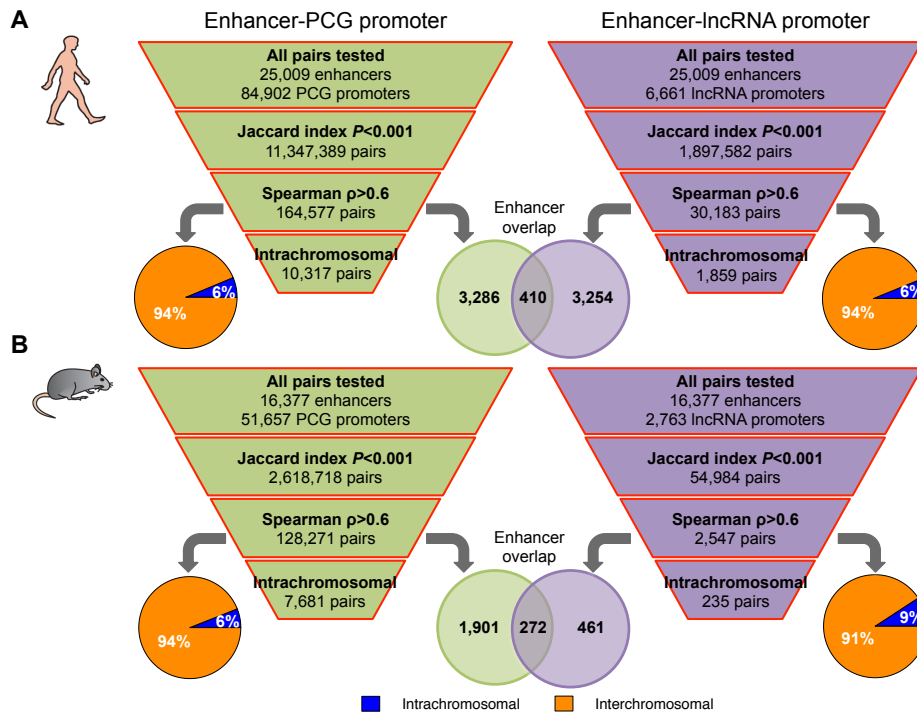 A
Enhancer-PCG promoter
Enhancer-lncRNA promoter
All pairs tested
25,009 enhancers
84,902 PCG promoters
Jaccard index P<0.001
11,347,389 pairs
Spearman ρ>0.6
164,577 pairs
Intrachromosomal
10,317 pairs
6%
94%
Enhancer
overlap
3,286
410
3,254
All pairs tested
25,009 enhancers
6,661 lncRNA promoters
Jaccard index P<0.001
1,897,582 pairs
Spearman ρ>0.6
30,183 pairs
Intrachromosomal
1,859 pairs
6%
94%
B
All pairs tested
16,377 enhancers
51,657 PCG promoters
Jaccard index P<0.001
2,618,718 pairs
Spearman ρ>0.6
128,271 pairs
Intrachromosomal
7,681 pairs
6%
94%
Enhancer
overlap
1,901
272
461
All pairs tested
16,377 enhancers
2,763 lncRNA promoters
Jaccard index P<0.001
54,984 pairs
Spearman ρ>0.6
2,547 pairs
Intrachromosomal
235 pairs
9%
91%
Intrachromosomal
Interchromosomal